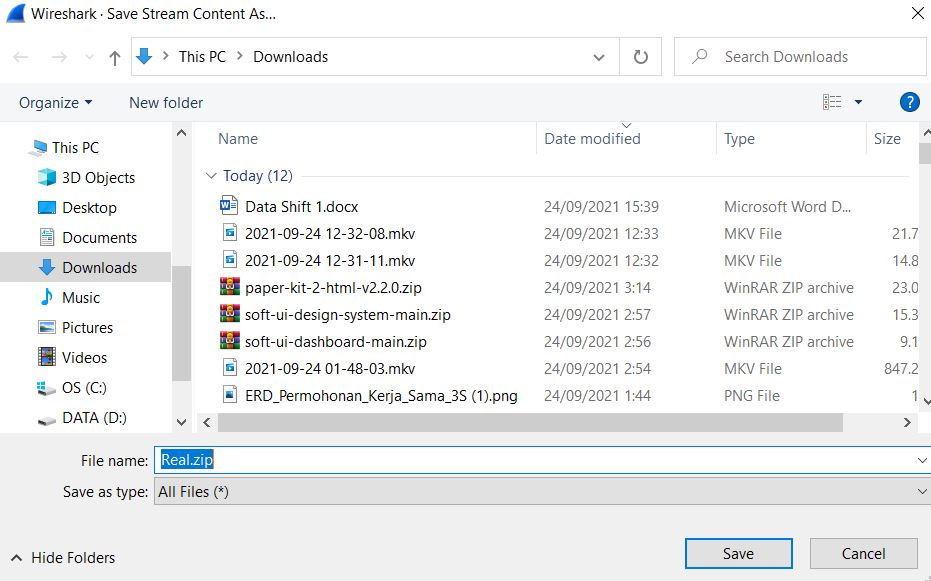 Wireshark · Save Stream Content As...
This PC > Downloads
Search Downloads
Organize
New folder
?
This PC
3D Objects
Desktop
Documents
Downloads
Music
Pictures
Videos
OS (C:)
DATA (D:)
Name Date modified Type Size
Today (12)
Data Shift 1.docx 24/09/2021 15:39 Microsoft Word D...
2021-09-24 12-32-08.mkv 24/09/2021 12:33 MKV File 21.7
2021-09-24 12-31-11.mkv 24/09/2021 12:32 MKV File 14.8
paper-kit-2-html-v2.2.0.zip 24/09/2021 3:14 WinRAR ZIP archive 23.0
soft-ui-design-system-main.zip 24/09/2021 2:57 WinRAR ZIP archive 15.3
soft-ui-dashboard-main.zip 24/09/2021 2:56 WinRAR ZIP archive 9.1
2021-09-24 01-48-03.mkv 24/09/2021 2:54 MKV File 847.2
ERD_Permohonan_Kerja_Sama_3S (1).png 24/09/2021 1:44 PNG File 1
File name: Real.zip
Save as type: All Files (*)
Hide Folders
Save
Cancel